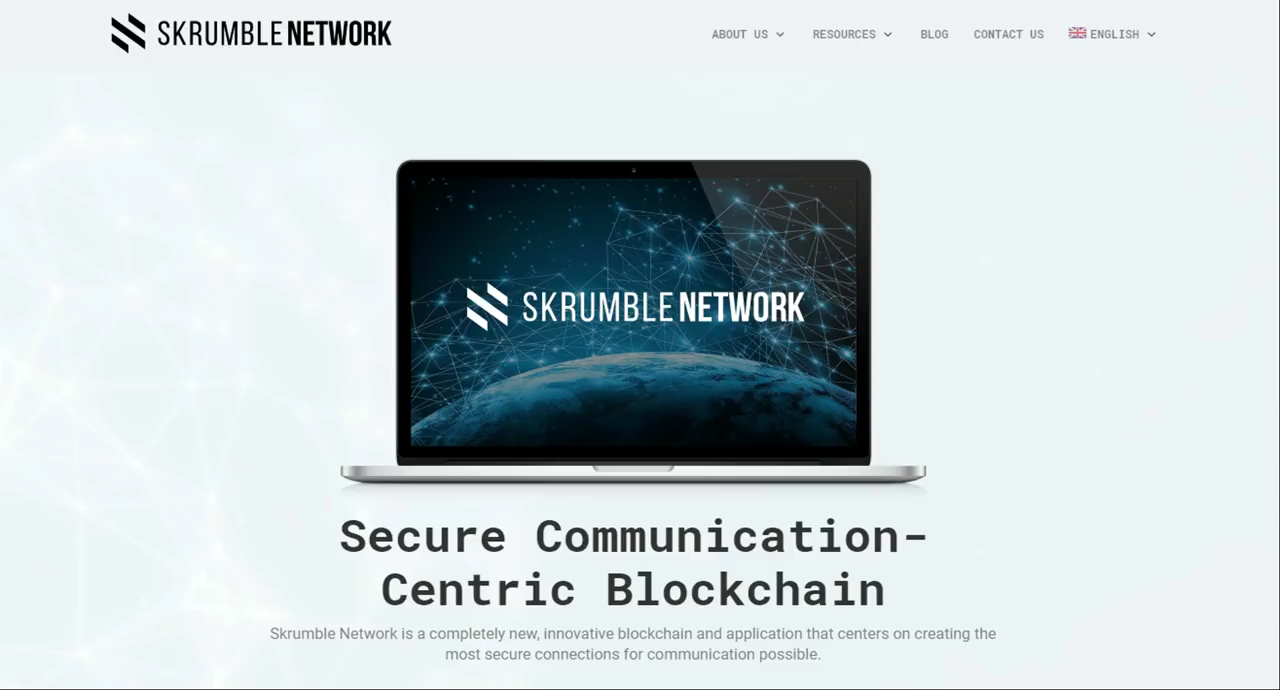 SKRUMBLE NETWORK
ABOUT US
RESOURCES
BLOG
CONTACT US
ENGLISH
SKRUMBLE NETWORK
Secure Communication-
Centric Blockchain
Skrumble Network is a completely new, innovative blockchain and application that centers on creating the
most secure connections for communication possible.